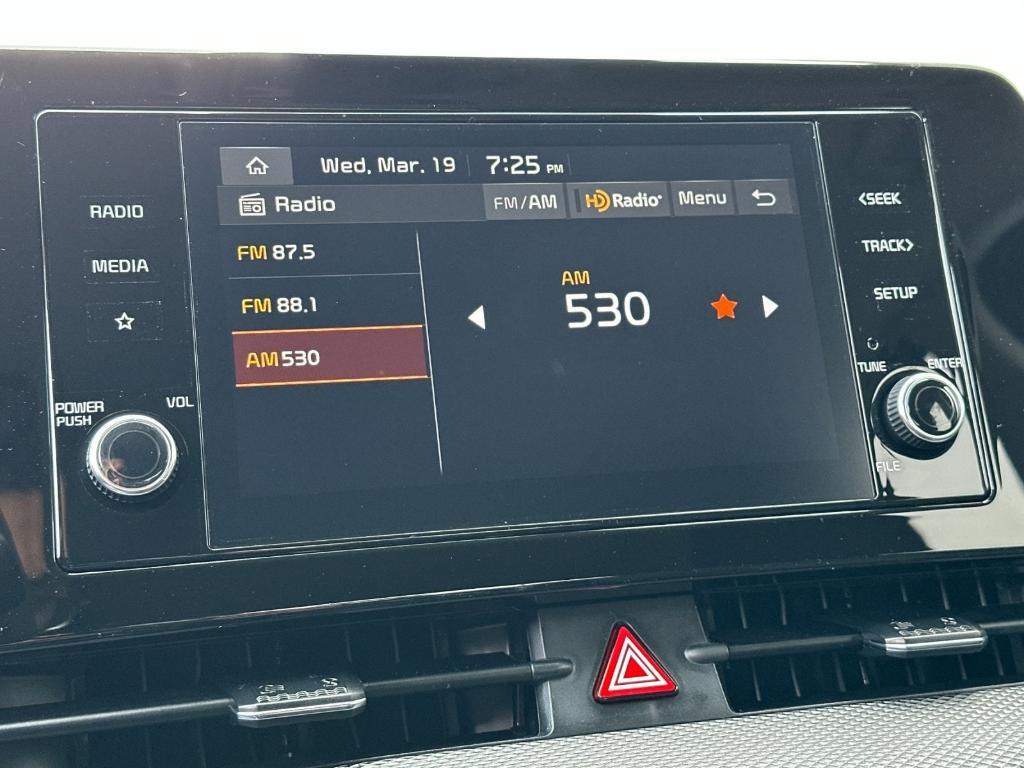 Wed, Mar. 19 7:25 PM
Radio FM/AM HD Radio® Menu
RADIO
MEDIA
POWER
PUSH
VOL
FM 87.5
FM 88.1
AM 530
AM
530
<SEEK
TRACK>
SETUP
TUNE
ENTER
FILE